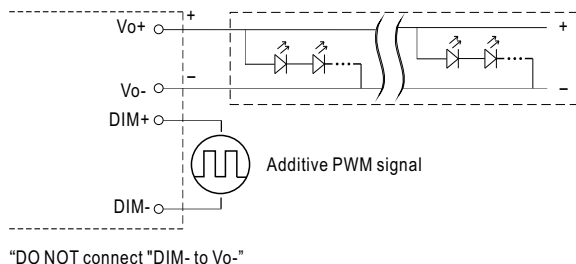 Vo+
+
+
−
Vo-
−
DIM+
Additive PWM signal
DIM-
“DO NOT connect "DIM- to Vo-”